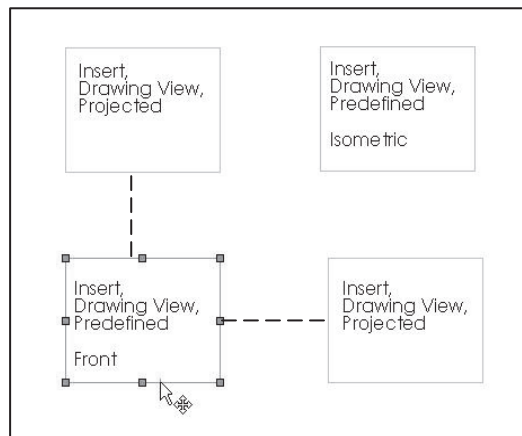 Insert,
Drawing View,
Projected
Insert,
Drawing View,
Predefined
Isometric
Insert,
Drawing View,
Predefined
Front
Insert,
Drawing View,
Projected